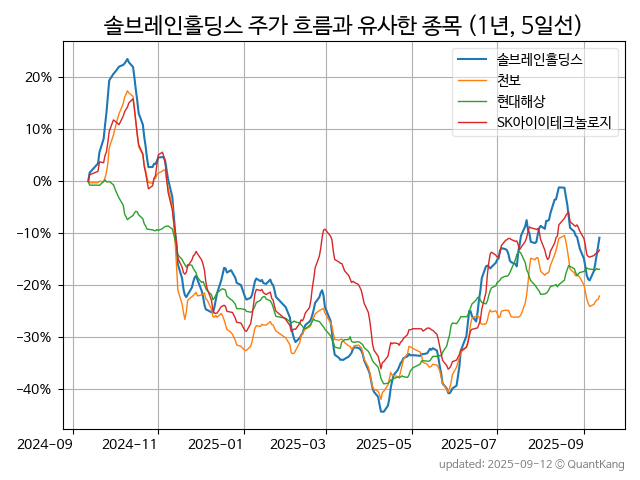 솔브레인홀딩스 주가 흐름과 유사한 종목 (1년, 5일선)
솔브레인홀딩스
천보
현대해상
SK아이이테크놀로지
20%
10%
0%
−10%
−20%
−30%
−40%
2024-09 2024-11 2025-01 2025-03 2025-05 2025-07 2025-09
updated: 2025-09-12 © QuantKang